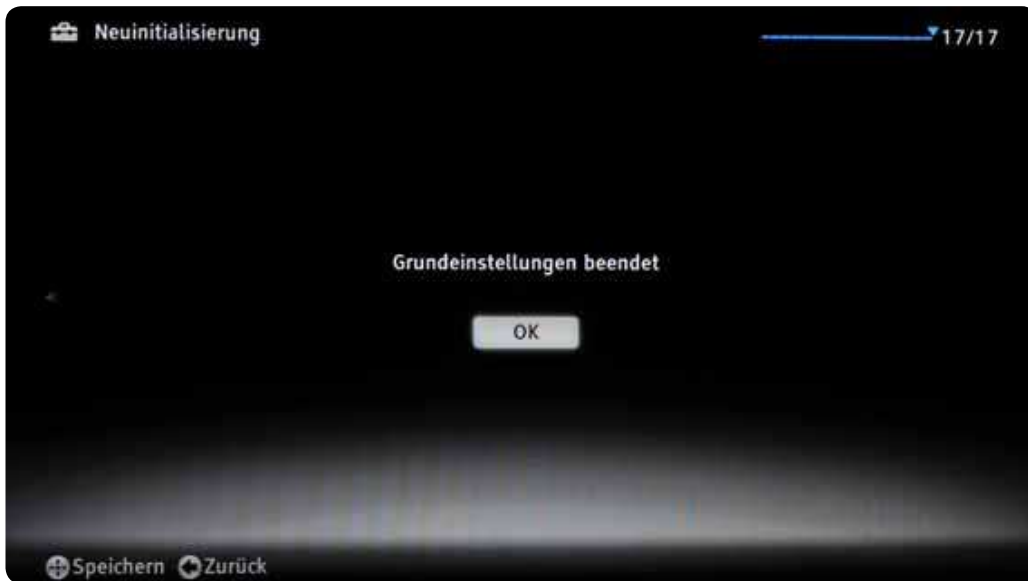 Neuinitialisierung
17/17
Grundeinstellungen beendet
OK
Speichern Zurück